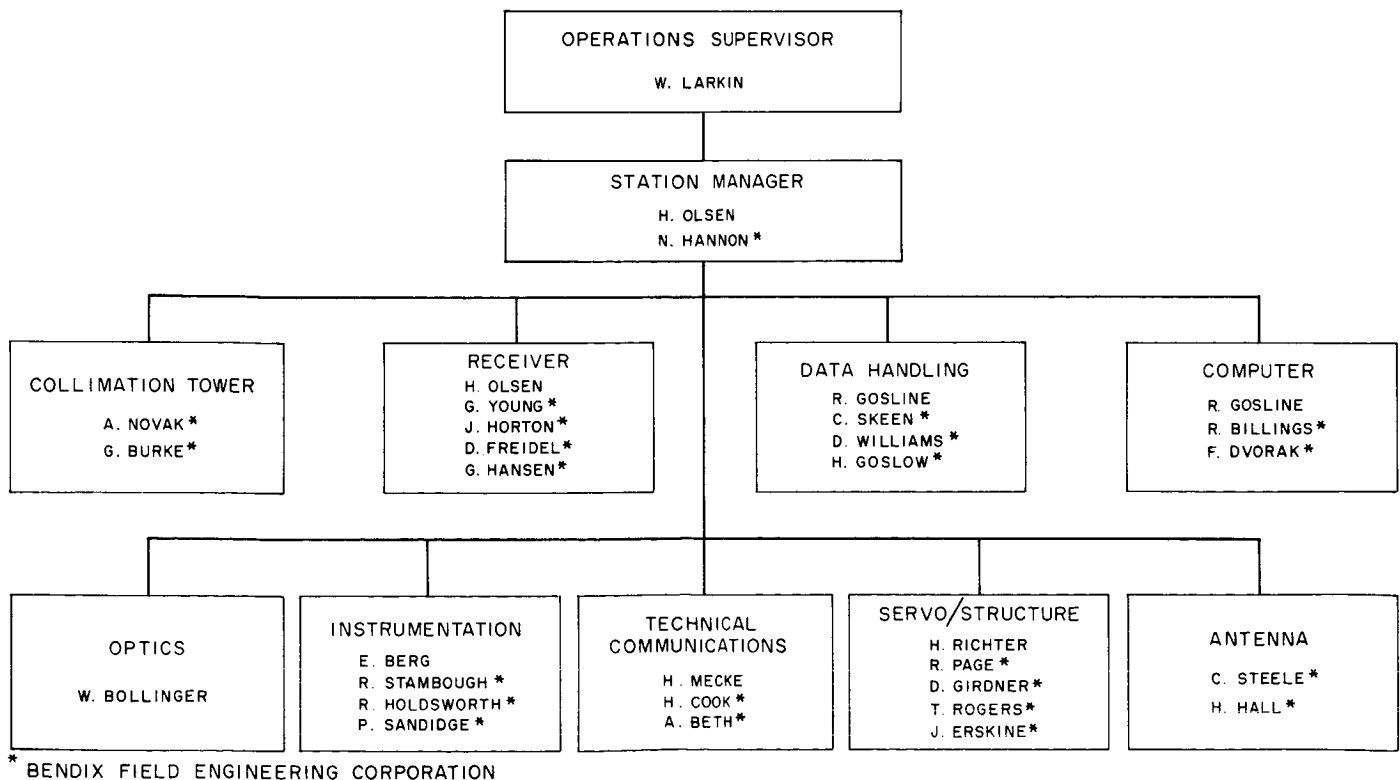 OPERATIONS SUPERVISOR
W. LARKIN
STATION MANAGER
H. OLSEN
N. HANNON*
COLLIMATION TOWER
A. NOVAK*
G. BURKE*
RECEIVER
H. OLSEN
G. YOUNG*
J. HORTON*
D. FREIDEL*
G. HANSEN*
DATA HANDLING
R. GOSLINE
C. SKEEN*
D. WILLIAMS*
H. GOSLOW*
COMPUTER
R. GOSLINE
R. BILLINGS*
F. DVORAK*
OPTICS
W. BOLLINGER
INSTRUMENTATION
E. BERG
R. STAMBOUGH*
R. HOLDSWORTH*
P. SANDIDGE*
TECHNICAL
COMMUNICATIONS
H. MECKE
H. COOK*
A. BETH*
SERVO/STRUCTURE
H. RICHTER
R. PAGE*
D. GIRDNER*
T. ROGERS*
J. ERSKINE*
ANTENNA
C. STEELE*
H. HALL*
* BENDIX FIELD ENGINEERING CORPORATION